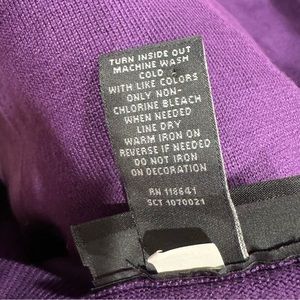 TURN INSIDE OUT
MACHINE WASH
COLD
WITH LIKE COLORS
ONLY NON-
CHLORINE BLEACH
WHEN NEEDED
LINE DRY
WARM IRON ON
REVERSE IF NEEDED
DO NOT IRON
ON DECORATION
RN 118641
SCT 1070021